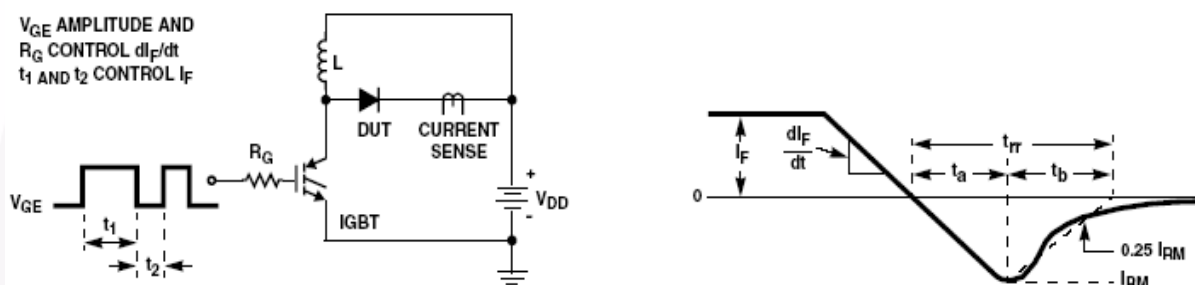 V_GE AMPLITUDE AND
R_G CONTROL dI_F/dt
t_1 AND t_2 CONTROL I_F
L
DUT
CURRENT
SENSE
R_G
V_GE
t_1
t_2
IGBT
+
V_DD
-
0
I_F
dI_F
dt
t_rr
t_a
t_b
0.25 I_RM
I_RM